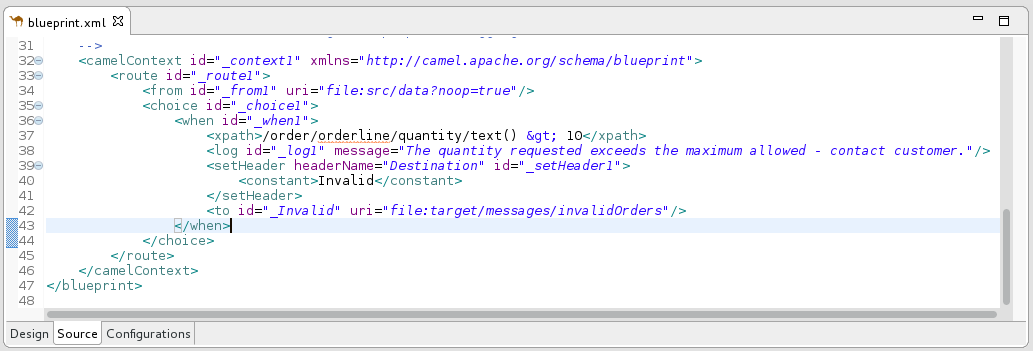 blueprint.xml
31 -->
32 <camelContext id="_context1" xmlns="http://camel.apache.org/schema/blueprint">
33 <route id="_route1">
34 <from id="_from1" uri="file:src/data?noop=true"/>
35 <choice id="_choice1">
36 <when id="_when1">
37 <xpath>/order/orderline/quantity/text() &gt; 10</xpath>
38 <log id="_log1" message="The quantity requested exceeds the maximum allowed - contact customer."/>
39 <setHeader headerName="Destination" id="_setHeader1">
40 <constant>Invalid</constant>
41 </setHeader>
42 <to id="_Invalid" uri="file:target/messages/invalidOrders"/>
43 </when>
44 </choice>
45 </route>
46 </camelContext>
47 </blueprint>
48
Design Source Configurations